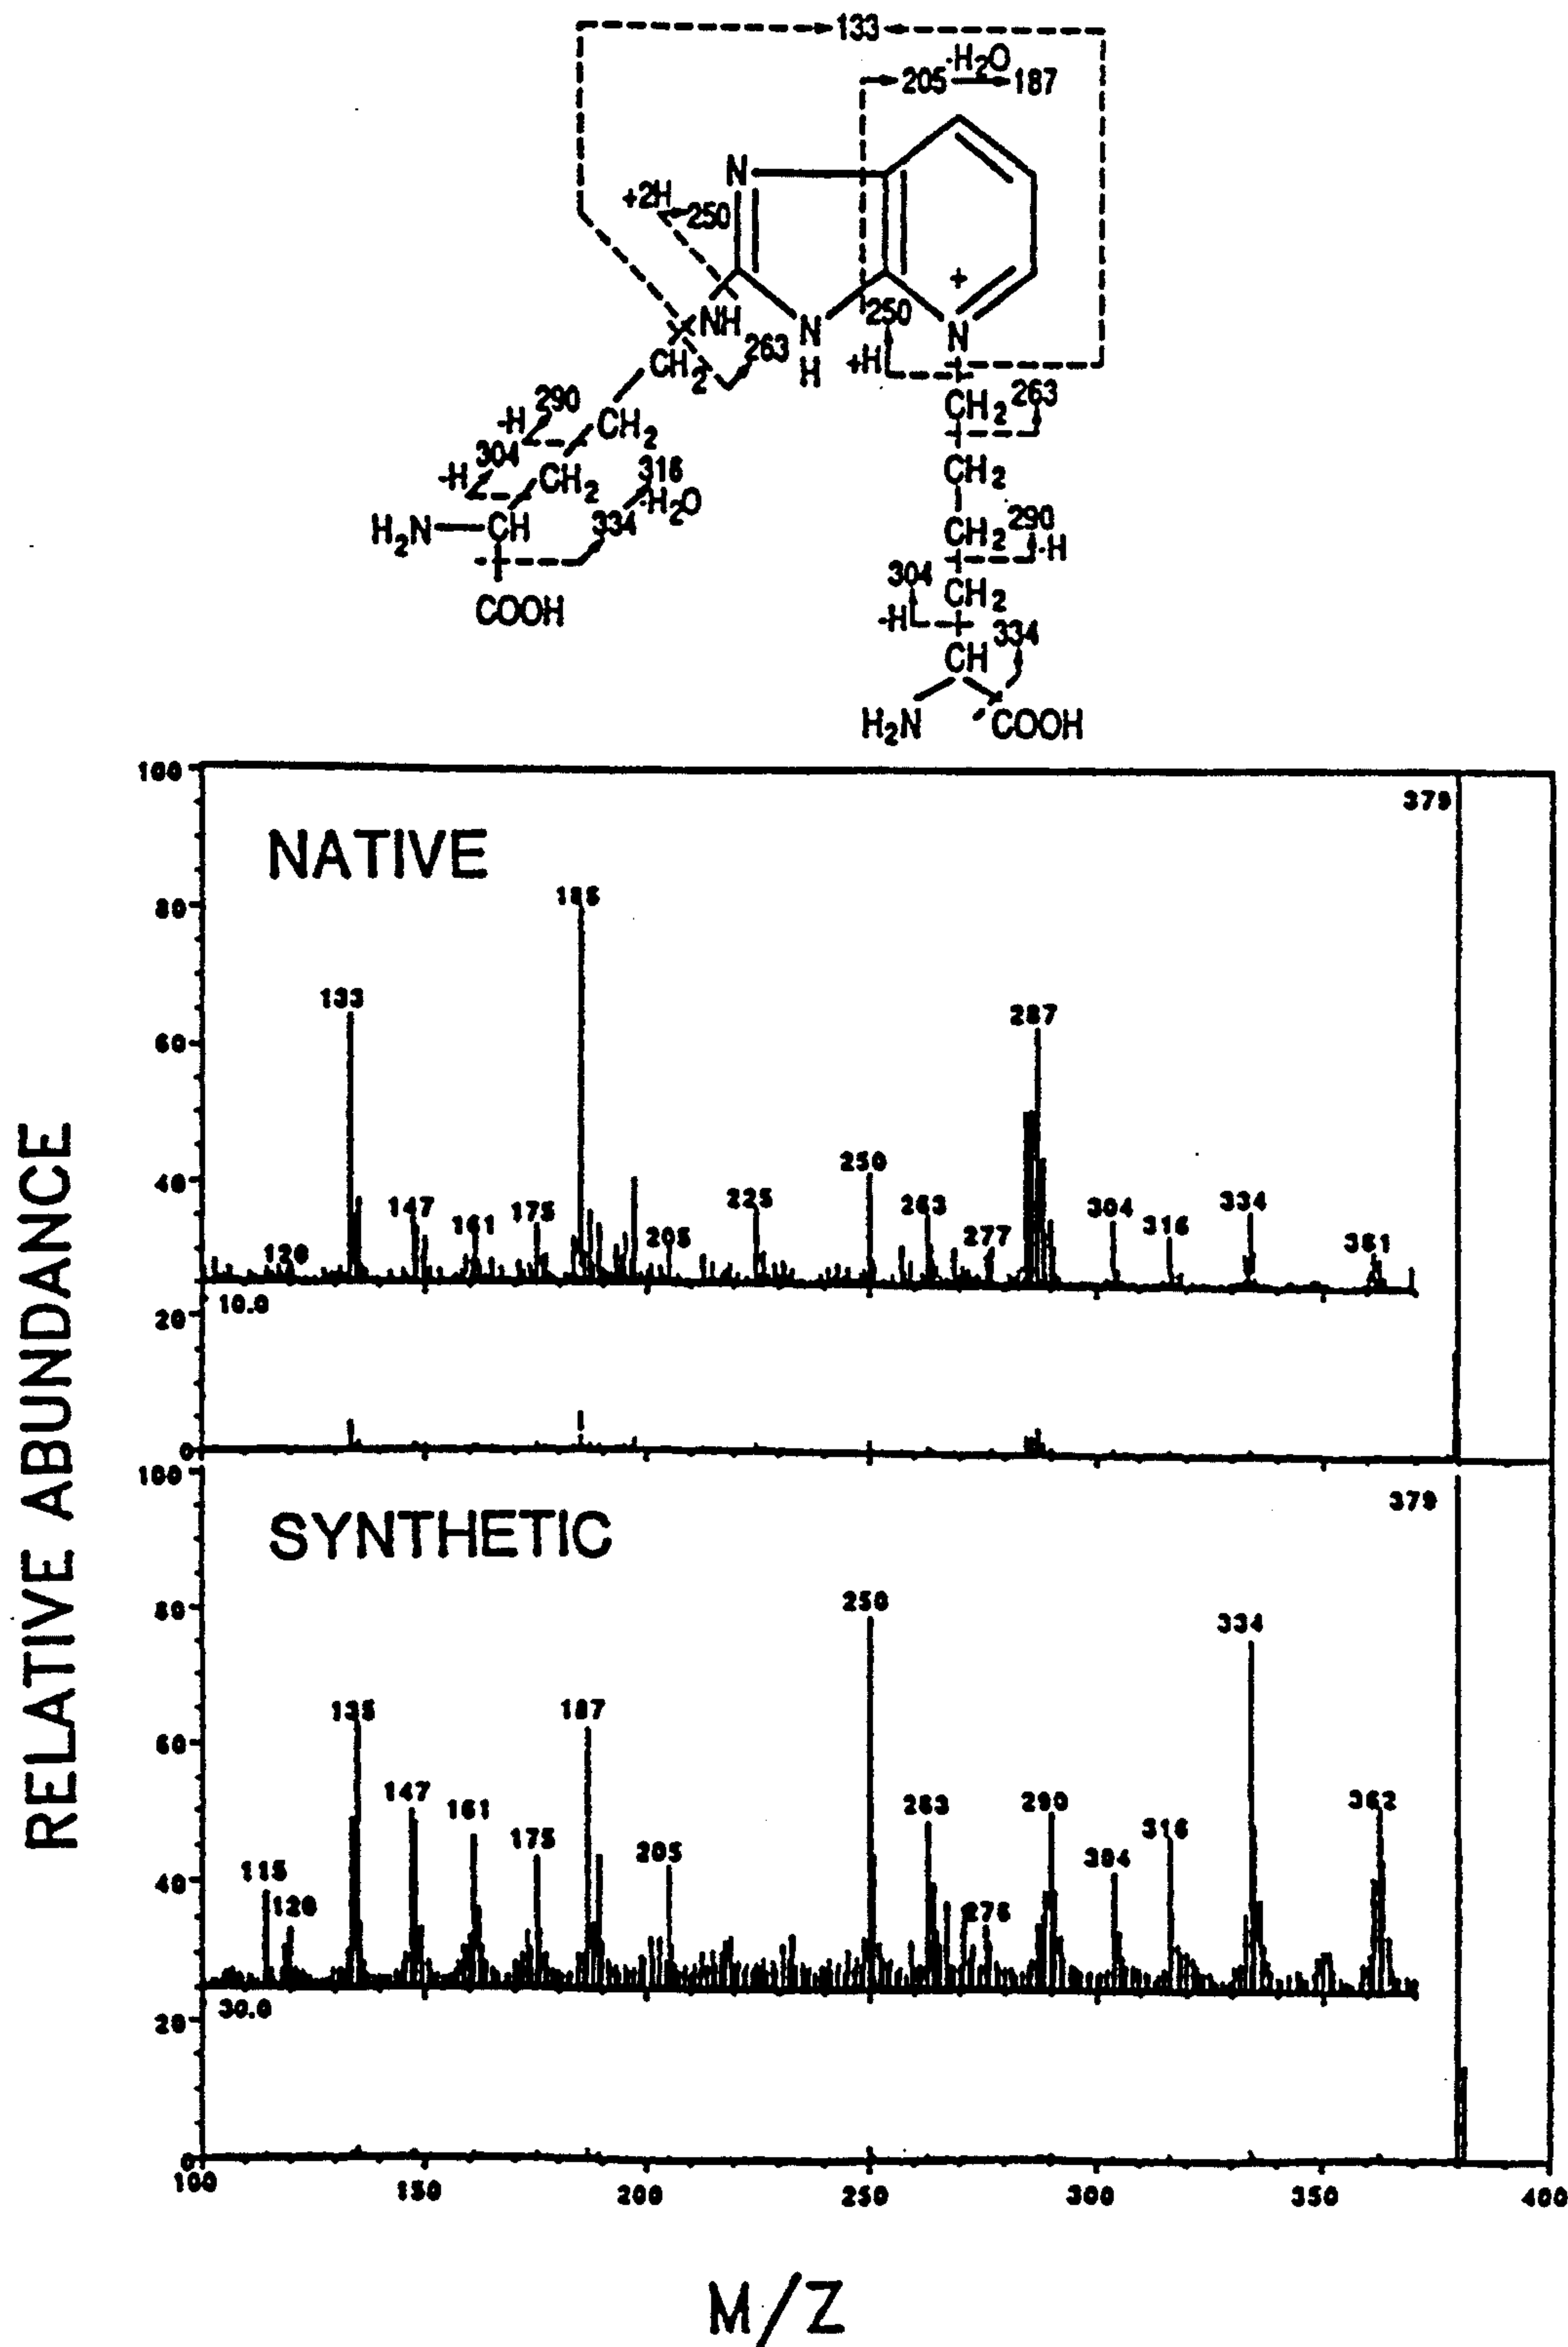 133
·H₂O
205 187
N
+2H
250
+
250
NH
N
H
N
263
+H
CH₂
CH₂ 263
290
-H
CH₂
304
-H
CH₂
316
·H₂O
CH₂
H₂N CH
334
CH₂ 290
·H
304
CH₂
-H
334
COOH
CH
H₂N COOH
100
379
NATIVE
80
185
133
287
60
250
40
147
161
175
205
225
263
277
304
316
334
361
120
10.0
20
0
RELATIVE ABUNDANCE
100
379
SYNTHETIC
80
250
334
135
187
60
147
161
175
205
263
290
304
316
362
115
40
120
276
30.0
20
0
100 150 200 250 300 350 400
M/Z